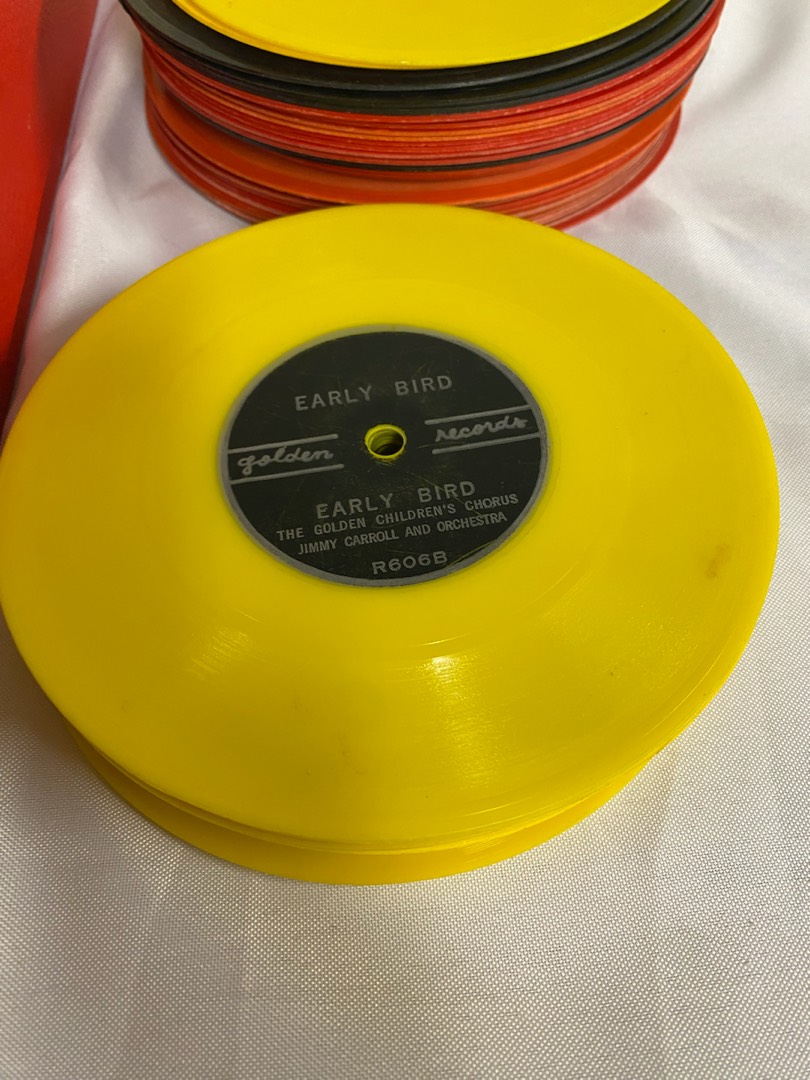 EARLY BIRD
golden records
EARLY BIRD
THE GOLDEN CHILDREN'S CHORUS
JIMMY CARROLL AND ORCHESTRA
R606B